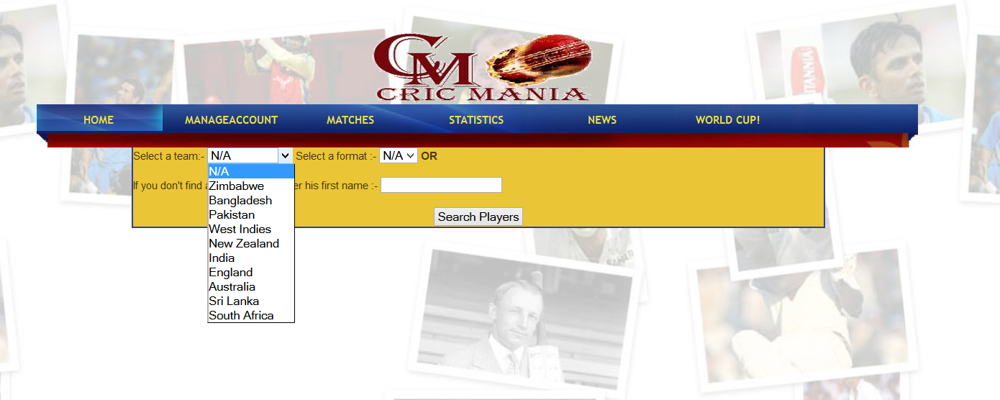 CM
CRIC MANIA
HOME MANAGEACCOUNT MATCHES STATISTICS NEWS WORLD CUP!
Select a team:- N/A Select a format :- N/A OR
N/A
If you don't find a er his first name :-
Zimbabwe
Bangladesh
Pakistan
Search Players
West Indies
New Zealand
India
England
Australia
Sri Lanka
South Africa
BRITANNIA
SAHARA